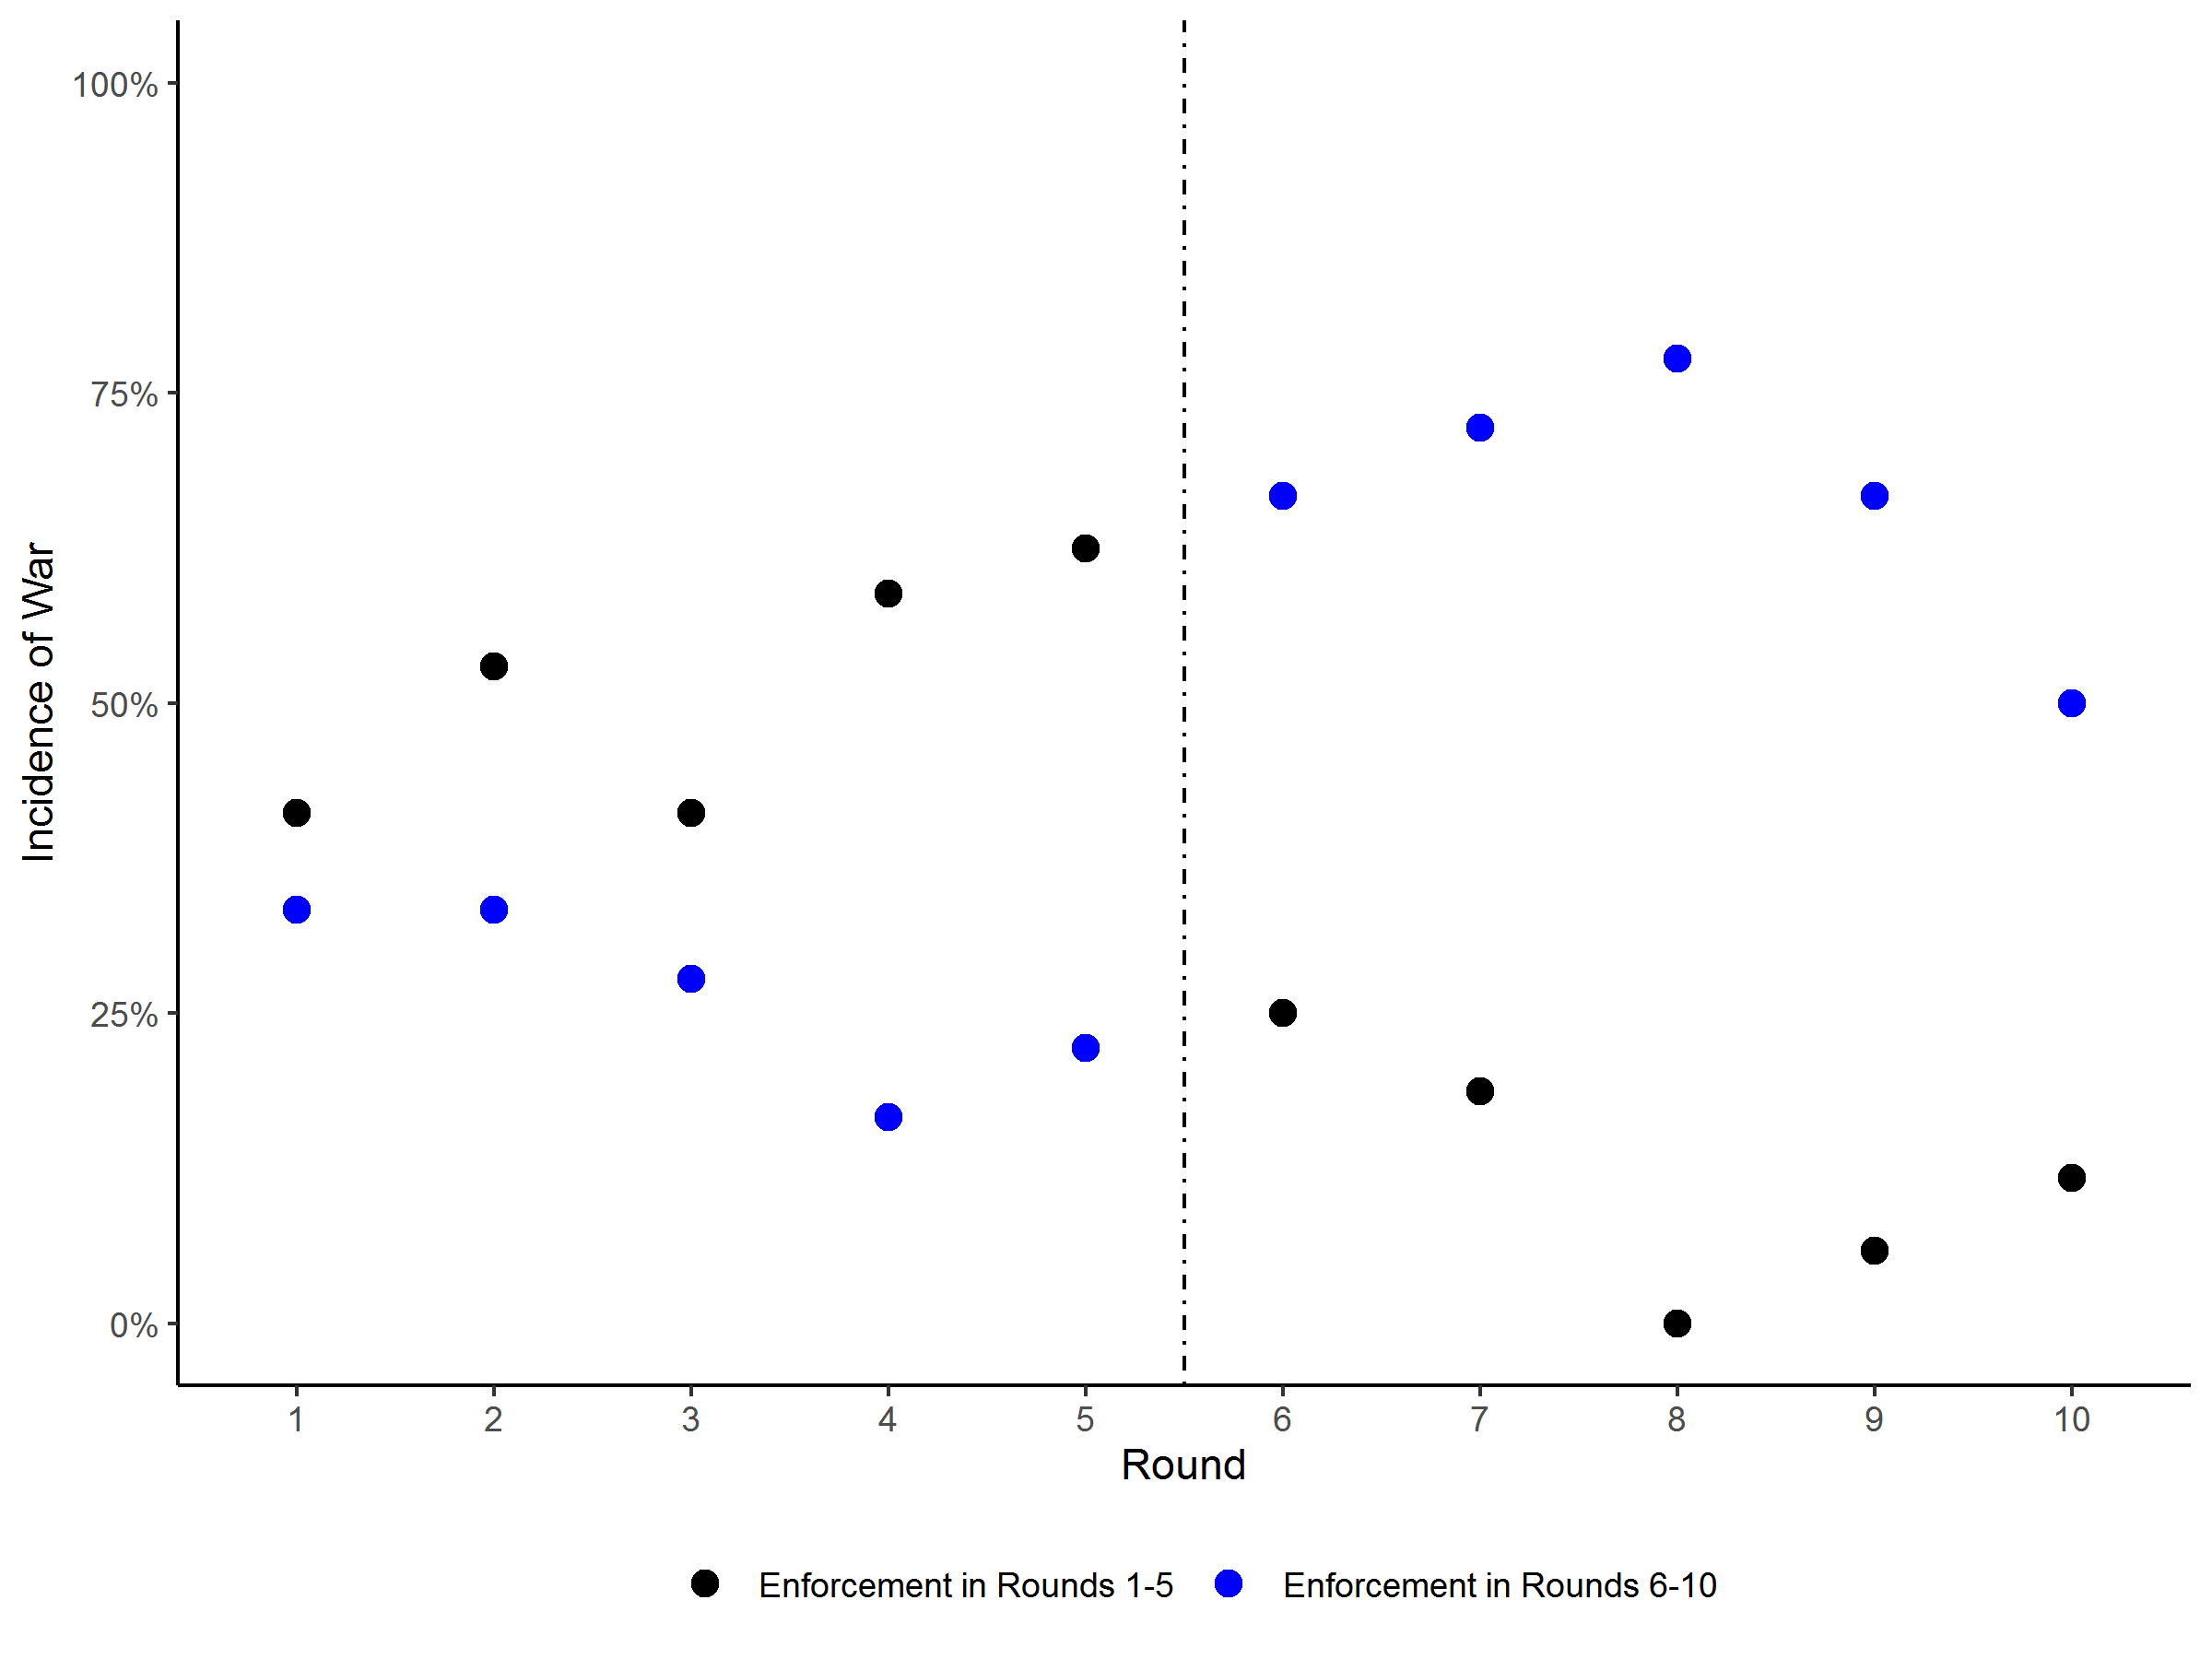 100%
75%
50%
25%
0%
Incidence of War
1 2 3 4 5 6 7 8 9 10
Round
Enforcement in Rounds 1-5 Enforcement in Rounds 6-10